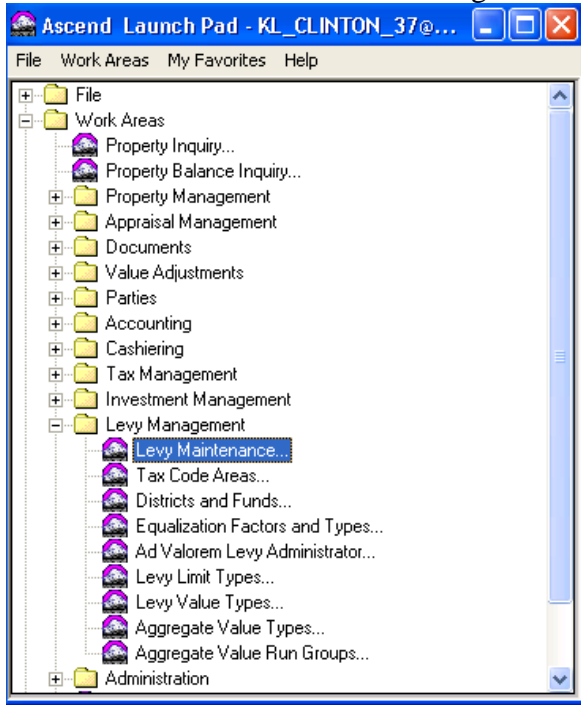 Ascend Launch Pad - KL_CLINTON_37@...
File Work Areas My Favorites Help
File
Work Areas
Property Inquiry...
Property Balance Inquiry...
Property Management
Appraisal Management
Documents
Value Adjustments
Parties
Accounting
Cashiering
Tax Management
Investment Management
Levy Management
Levy Maintenance...
Tax Code Areas...
Districts and Funds...
Equalization Factors and Types...
Ad Valorem Levy Administrator...
Levy Limit Types...
Levy Value Types...
Aggregate Value Types...
Aggregate Value Run Groups...
Administration